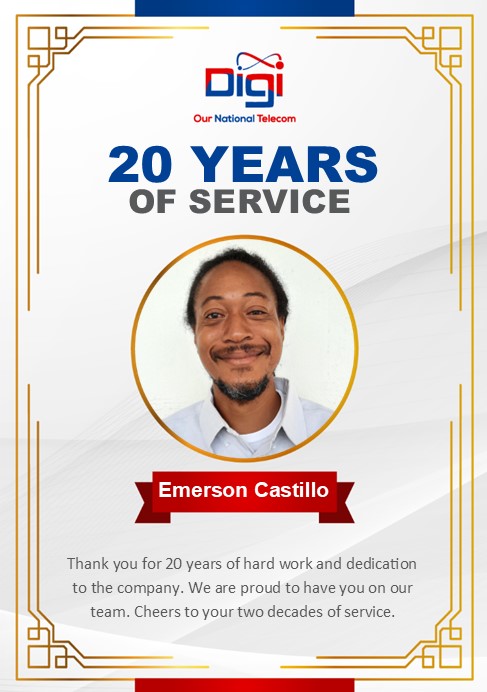 Digi
Our National Telecom
20 YEARS
OF SERVICE
Emerson Castillo
Thank you for 20 years of hard work and dedication
to the company. We are proud to have you on our
team. Cheers to your two decades of service.